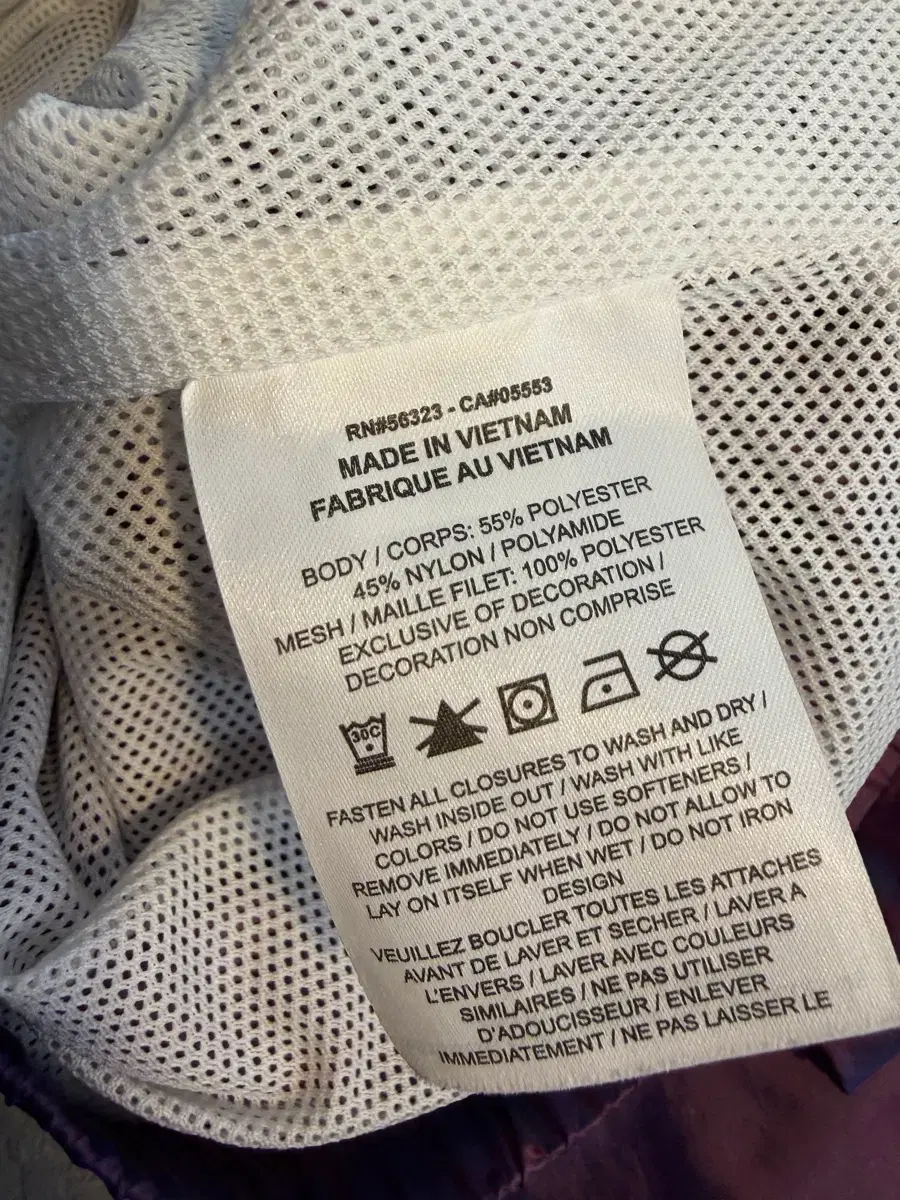 RN#56323 - CA#05553
MADE IN VIETNAM
FABRIQUE AU VIETNAM
BODY / CORPS: 55% POLYESTER
45% NYLON / POLYAMIDE
MESH / MAILLE FILET: 100% POLYESTER
EXCLUSIVE OF DECORATION /
DECORATION NON COMPRISE
30C
FASTEN ALL CLOSURES TO WASH AND DRY /
WASH INSIDE OUT / WASH WITH LIKE
COLORS / DO NOT USE SOFTENERS /
REMOVE IMMEDIATELY / DO NOT ALLOW TO
LAY ON ITSELF WHEN WET / DO NOT IRON
DESIGN
VEUILLEZ BOUCLER TOUTES LES ATTACHES
AVANT DE LAVER ET SECHER / LAVER A
L'ENVERS / LAVER AVEC COULEURS
SIMILAIRES / NE PAS UTILISER
D'ADOUCISSEUR / ENLEVER
IMMEDIATEMENT / NE PAS LAISSER LE